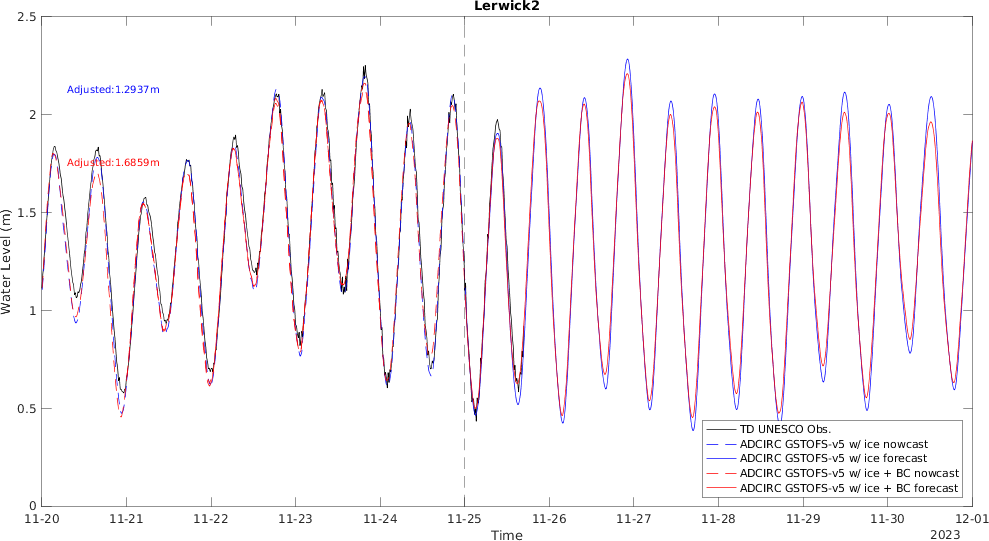 Lerwick2
2.5
2
1.5
1
0.5
0
Water Level (m)
Adjusted:1.2937m
Adjusted:1.6859m
TD UNESCO Obs.
ADCIRC GSTOFS-v5 w/ ice nowcast
ADCIRC GSTOFS-v5 w/ ice forecast
ADCIRC GSTOFS-v5 w/ ice + BC nowcast
ADCIRC GSTOFS-v5 w/ ice + BC forecast
11-20 11-21 11-22 11-23 11-24 11-25 11-26 11-27 11-28 11-29 11-30 12-01
Time
2023